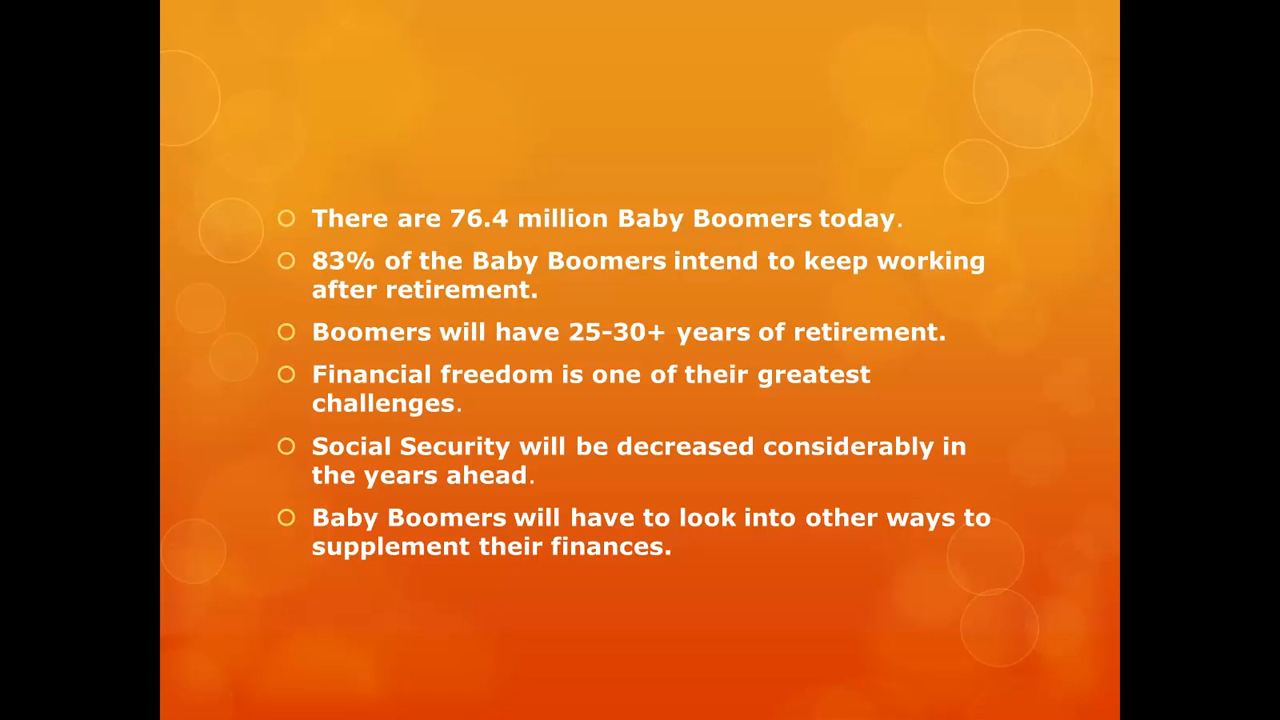 There are 76.4 million Baby Boomers today.
83% of the Baby Boomers intend to keep working
after retirement.
Boomers will have 25-30+ years of retirement.
Financial freedom is one of their greatest
challenges.
Social Security will be decreased considerably in
the years ahead.
Baby Boomers will have to look into other ways to
supplement their finances.